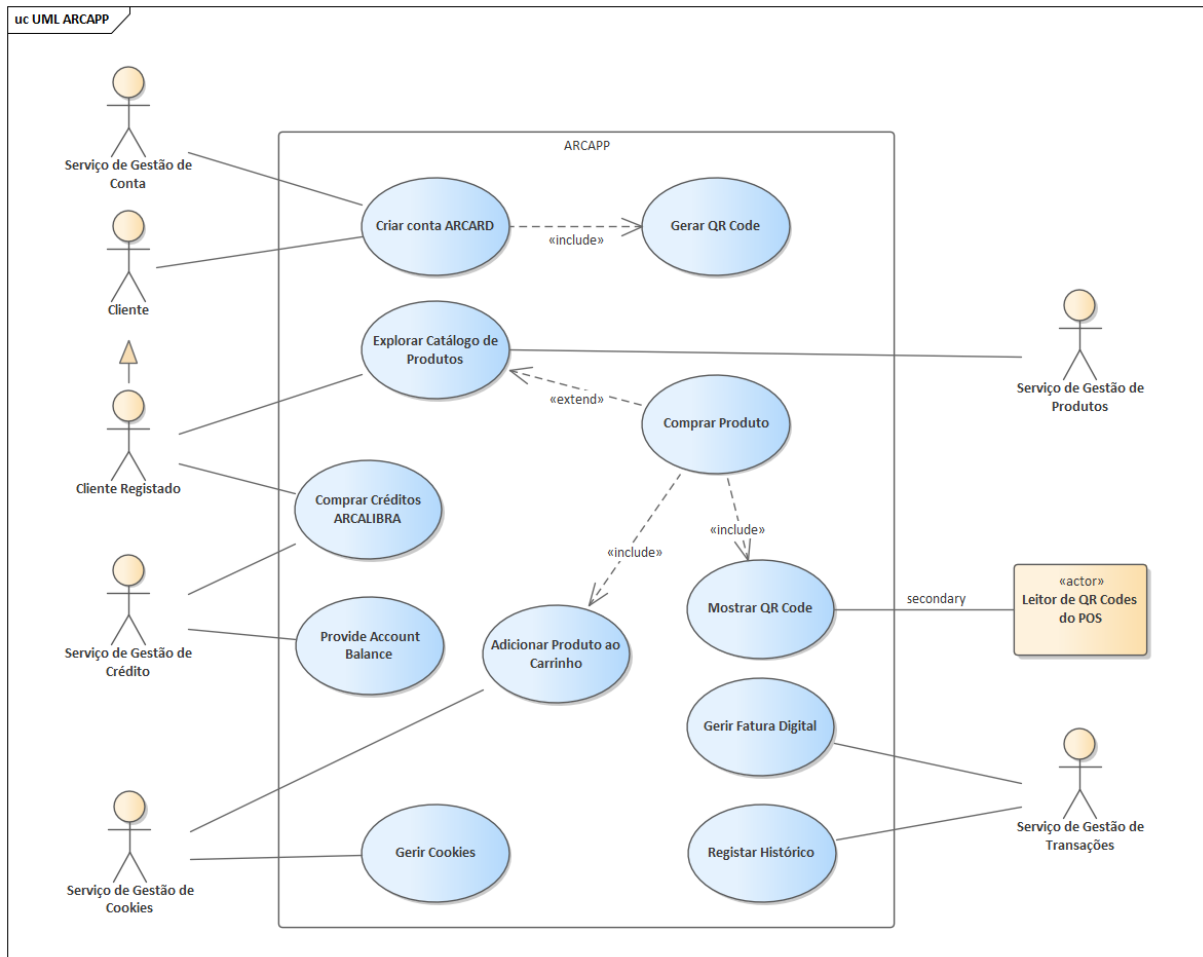 uc UML ARCAPP
ARCAPP
Serviço de Gestão de
Conta
Criar conta ARCARD
«include»
Gerar QR Code
Cliente
Explorar Catálogo de
Produtos
Serviço de Gestão de
Produtos
«extend»
Comprar Produto
Cliente Registado
Comprar Créditos
ARCALIBRA
«include»
«include»
Serviço de Gestão de
Crédito
Provide Account
Balance
Adicionar Produto ao
Carrinho
Mostrar QR Code
secondary
«actor»
Leitor de QR Codes
do POS
Gerir Fatura Digital
Serviço de Gestão de
Transações
Serviço de Gestão de
Cookies
Gerir Cookies
Registar Histórico